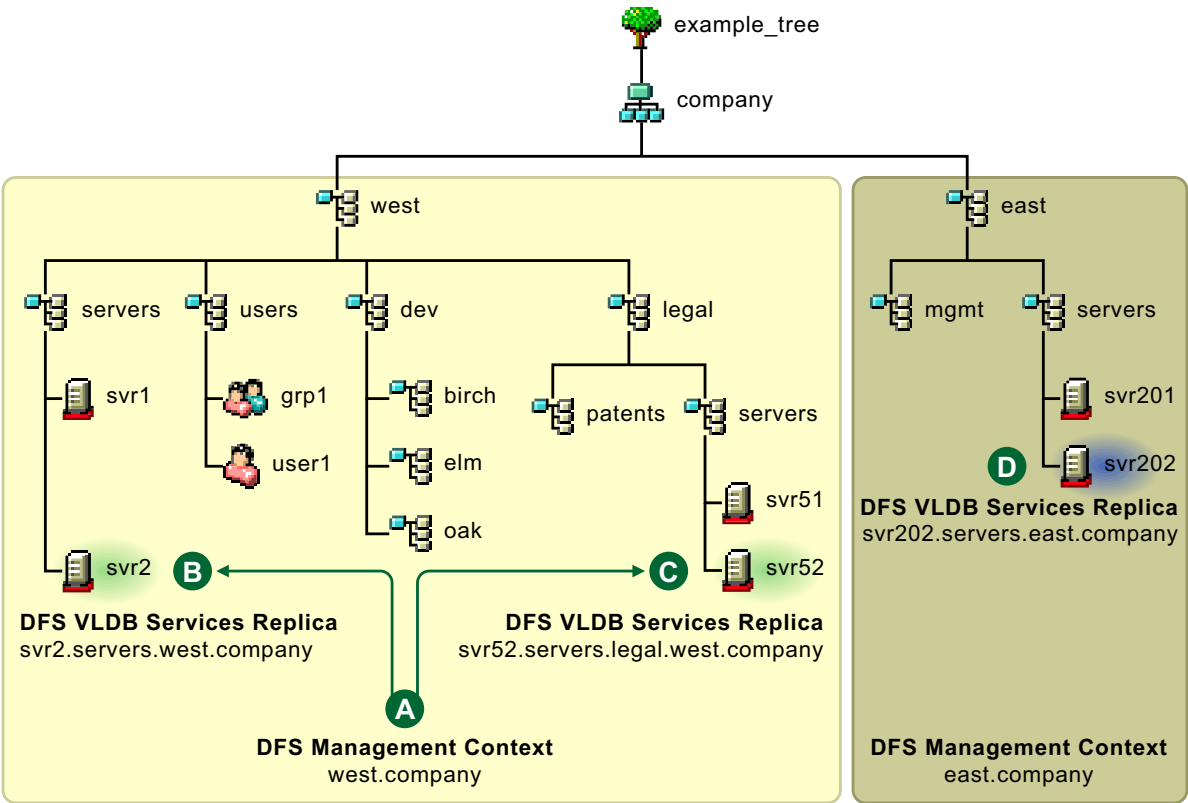 example_tree
company
west
east
servers
users
dev
legal
mgmt
servers
svr1
grp1
birch
patents
servers
svr201
user1
elm
D
svr202
svr51
oak
DFS VLDB Services Replica
svr202.servers.east.company
svr2
B
C
svr52
DFS VLDB Services Replica
svr2.servers.west.company
DFS VLDB Services Replica
svr52.servers.legal.west.company
A
DFS Management Context
west.company
DFS Management Context
east.company